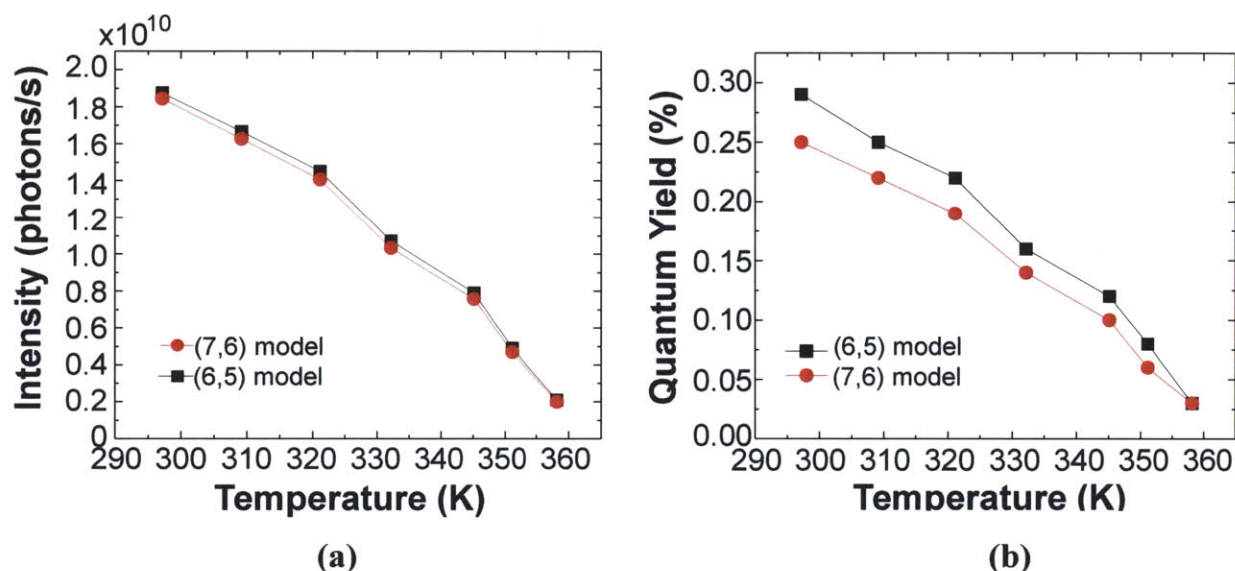 x10^10
Intensity (photons/s)
2.0
1.8
1.6
1.4
1.2
1.0
0.8
0.6
0.4
0.2
0
(7,6) model
(6,5) model
290 300 310 320 330 340 350 360
Temperature (K)
(a)
Quantum Yield (%)
0.30
0.25
0.20
0.15
0.10
0.05
0.00
(6,5) model
(7,6) model
290 300 310 320 330 340 350 360
Temperature (K)
(b)